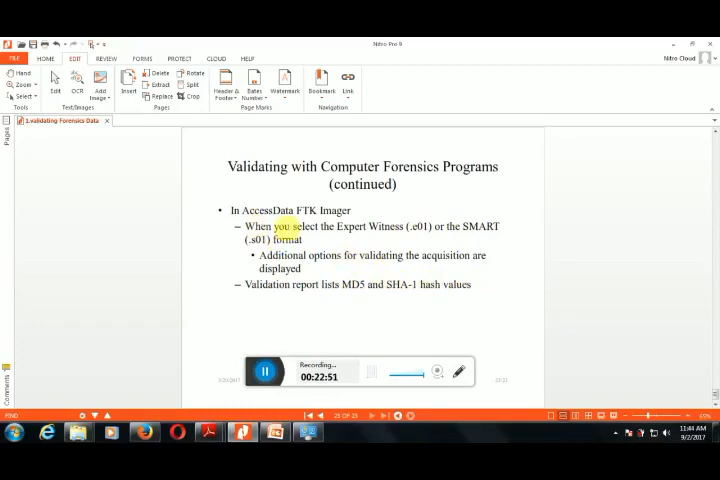 Nitro Pro 9
FILE HOME EDIT REVIEW FORMS PROTECT CLOUD HELP Nitro Cloud
Hand
Zoom
Select
Tools
Edit OCR Add Image
Text/Images
Insert
Delete Rotate
Extract Split
Replace Crop
Pages
Header & Footer Bates Number Watermark
Page Marks
Bookmark Link
Navigation
Pages
1.validating Forensics Data
Validating with Computer Forensics Programs
(continued)
• In AccessData FTK Imager
– When you select the Expert Witness (.e01) or the SMART
(.s01) format
• Additional options for validating the acquisition are
displayed
– Validation report lists MD5 and SHA-1 hash values
Recording...
00:22:51
Comments
FIND
11:44 AM
9/2/2017